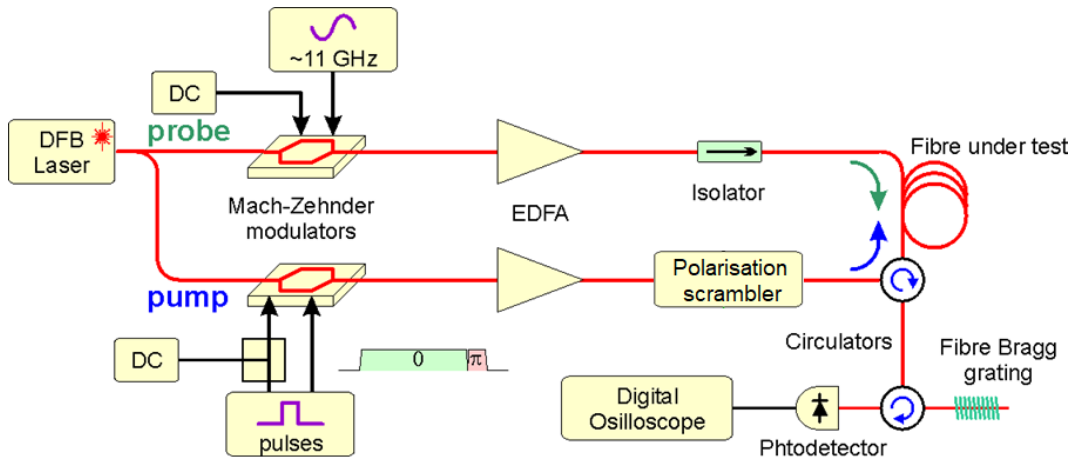 ~11 GHz
DC
probe
DFB
Laser
Mach-Zehnder
modulators
EDFA
Isolator
Fibre under test
pump
Polarisation
scrambler
DC
0
π
pulses
Circulators
Fibre Bragg
grating
Digital
Osilloscope
Phtodetector